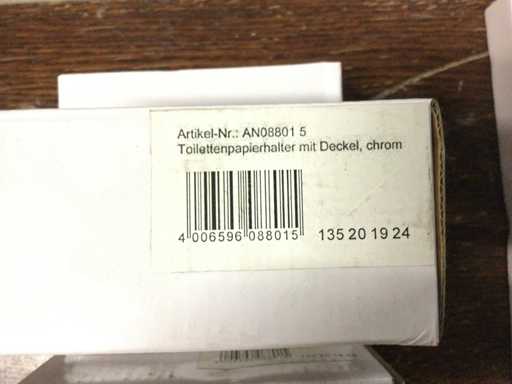 Artikel-Nr.: AN08801 5
Toilettenpapierhalter mit Deckel, chrom
4 006596 088015 135 20 19 24